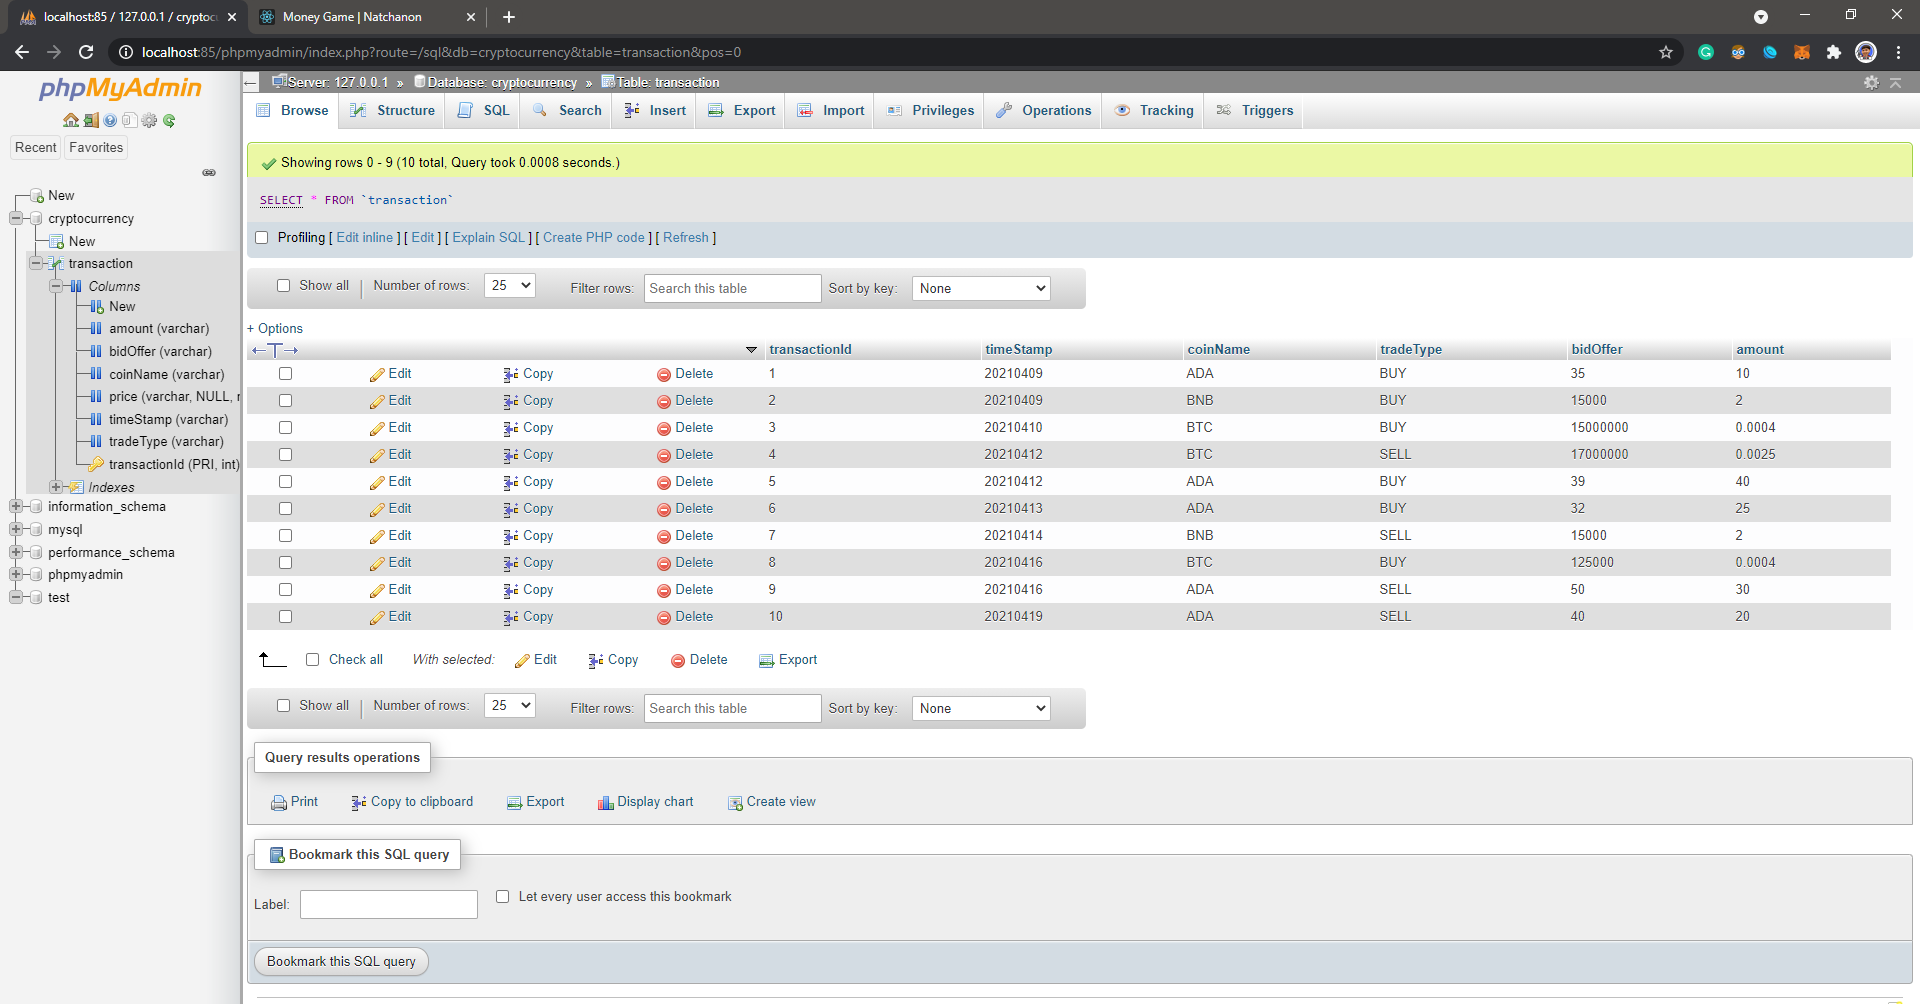 localhost:85 / 127.0.0.1 / cryptocu
Money Game | Natchanon
localhost:85/phpmyadmin/index.php?route=/sql&db=cryptocurrency&table=transaction&pos=0
phpMyAdmin
Recent Favorites
New
cryptocurrency
New
transaction
Columns
New
amount (varchar)
bidOffer (varchar)
coinName (varchar)
price (varchar, NULL, r
timeStamp (varchar)
tradeType (varchar)
transactionId (PRI, int)
Indexes
information_schema
mysql
performance_schema
phpmyadmin
test
Server: 127.0.0.1 » Database: cryptocurrency » Table: transaction
Browse Structure SQL Search Insert Export Import Privileges Operations Tracking Triggers
Showing rows 0 - 9 (10 total, Query took 0.0008 seconds.)
SELECT * FROM `transaction`
Profiling [ Edit inline ] [ Edit ] [ Explain SQL ] [ Create PHP code ] [ Refresh ]
Show all | Number of rows: 25 Filter rows: Search this table Sort by key: None
+ Options
transactionId timeStamp coinName tradeType bidOffer amount
Edit Copy Delete 1 20210409 ADA BUY 35 10
Edit Copy Delete 2 20210409 BNB BUY 15000 2
Edit Copy Delete 3 20210410 BTC BUY 15000000 0.0004
Edit Copy Delete 4 20210412 BTC SELL 17000000 0.0025
Edit Copy Delete 5 20210412 ADA BUY 39 40
Edit Copy Delete 6 20210413 ADA BUY 32 25
Edit Copy Delete 7 20210414 BNB SELL 15000 2
Edit Copy Delete 8 20210416 BTC BUY 125000 0.0004
Edit Copy Delete 9 20210416 ADA SELL 50 30
Edit Copy Delete 10 20210419 ADA SELL 40 20
Check all With selected: Edit Copy Delete Export
Show all | Number of rows: 25 Filter rows: Search this table Sort by key: None
Query results operations
Print Copy to clipboard Export Display chart Create view
Bookmark this SQL query
Label: Let every user access this bookmark
Bookmark this SQL query